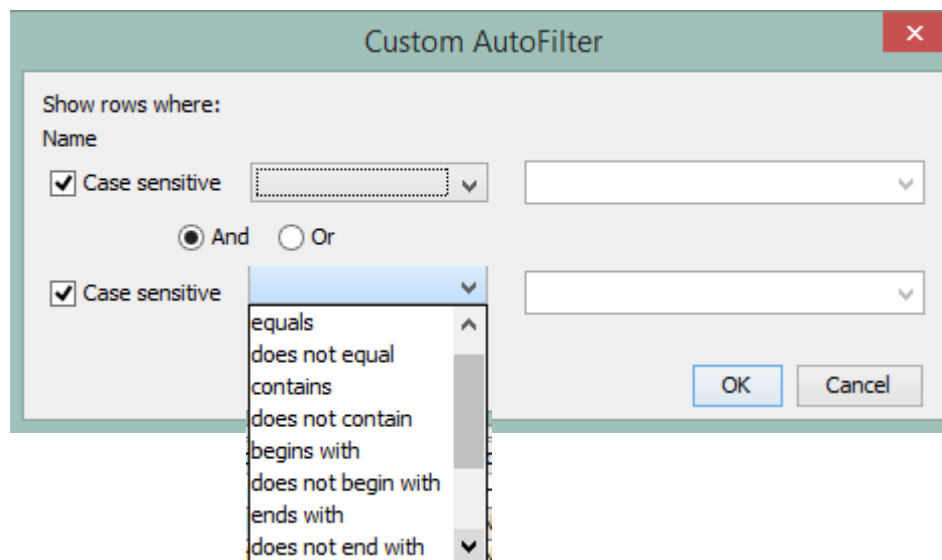 Custom AutoFilter
Show rows where:
Name
Case sensitive
And Or
Case sensitive
equals
does not equal
contains
does not contain
begins with
does not begin with
ends with
does not end with
OK Cancel